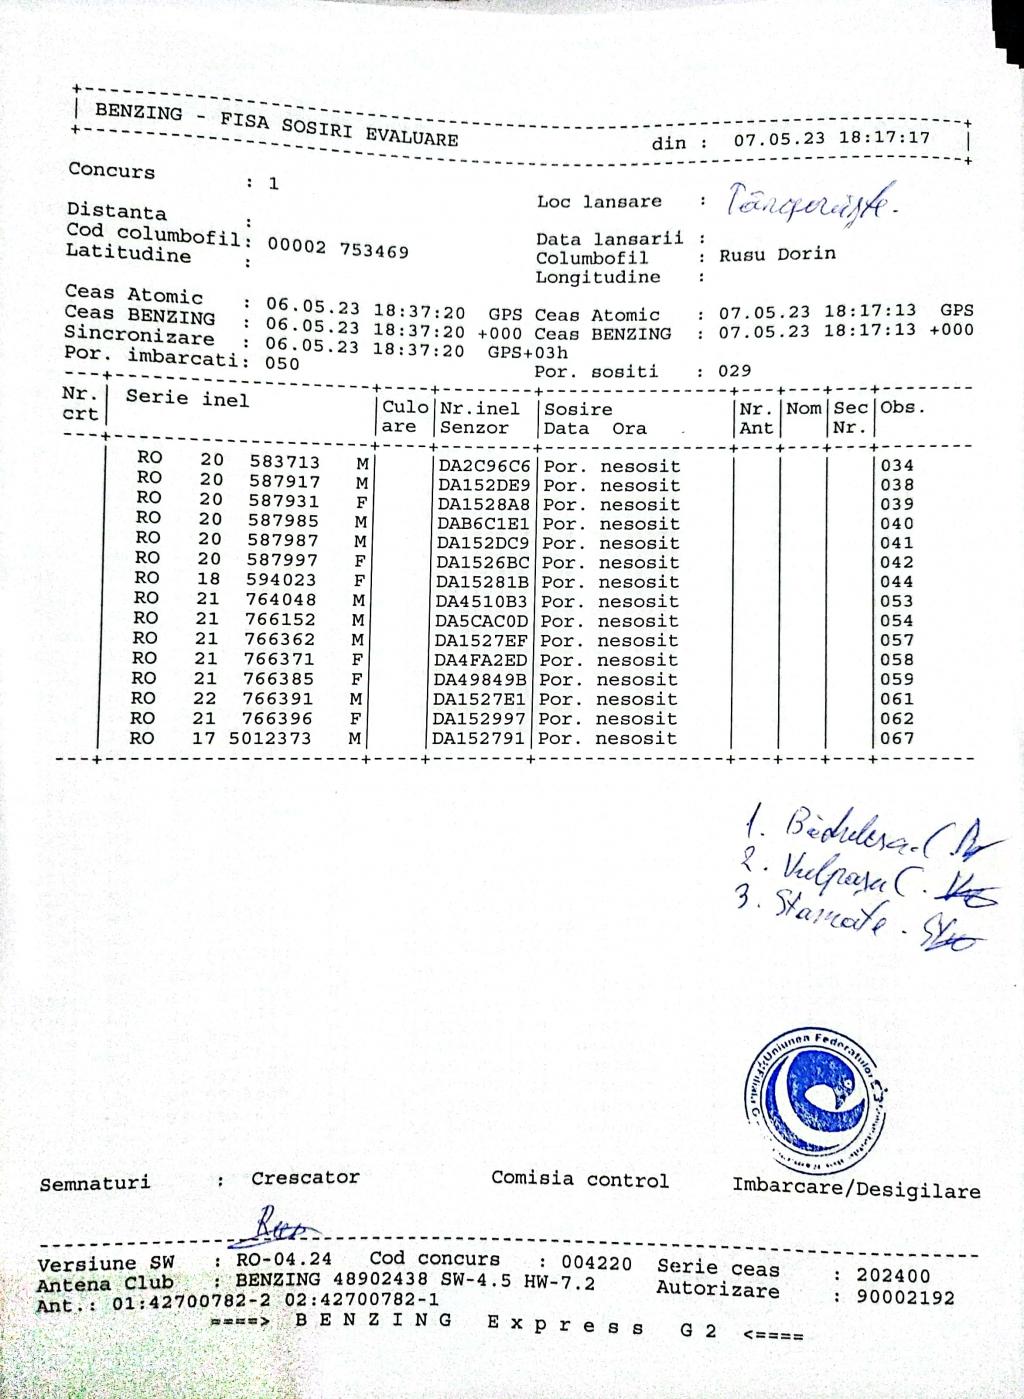 BENZING - FISA SOSIRI EVALUARE din : 07.05.23 18:17:17
Concurs : 1 Loc lansare :
Distanta : Data lansarii :
Cod columbofil: 00002 753469 Columbofil : Rusu Dorin
Latitudine : Longitudine :
Ceas Atomic : 06.05.23 18:37:20 GPS Ceas Atomic : 07.05.23 18:17:13 GPS
Ceas BENZING : 06.05.23 18:37:20 +000 Ceas BENZING : 07.05.23 18:17:13 +000
Sincronizare : 06.05.23 18:37:20 GPS+03h
Por. imbarcati: 050 Por. sositi : 029
Nr. Serie inel Culo Nr.inel Sosire Nr. Nom Sec Obs.
crt are Senzor Data Ora Ant Nr.
RO 20 583713 M DA2C96C6 Por. nesosit 034
RO 20 587917 M DA152DE9 Por. nesosit 038
RO 20 587931 F DA1528A8 Por. nesosit 039
RO 20 587985 M DAB6C1E1 Por. nesosit 040
RO 20 587987 M DA152DC9 Por. nesosit 041
RO 20 587997 F DA1526BC Por. nesosit 042
RO 18 594023 F DA15281B Por. nesosit 044
RO 21 764048 M DA4510B3 Por. nesosit 053
RO 21 766152 M DA5CAC0D Por. nesosit 054
RO 21 766362 M DA1527EF Por. nesosit 057
RO 21 766371 F DA4FA2ED Por. nesosit 058
RO 21 766385 F DA49849B Por. nesosit 059
RO 22 766391 M DA1527E1 Por. nesosit 061
RO 21 766396 F DA152997 Por. nesosit 062
RO 17 5012373 M DA152791 Por. nesosit 067
1.
2.
3. Stamate
Uniunea Federatulor
Semnaturi : Crescator Comisia control Imbarcare/Desigilare
Versiune SW : RO-04.24 Cod concurs : 004220 Serie ceas : 202400
Antena Club : BENZING 48902438 SW-4.5 HW-7.2 Autorizare : 90002192
Ant.: 01:42700782-2 02:42700782-1
====> BENZING Express G2 <====